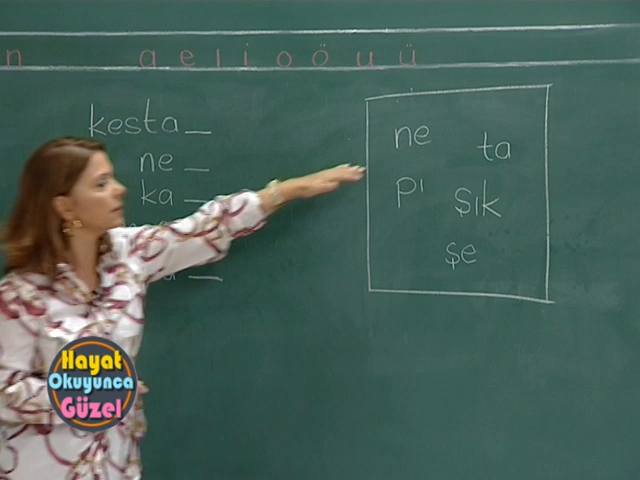 n a e ı i o ö u ü
kesta_
ne_
ka_
ne ta
pı şık
şe
Hayat
Okuyunca
Güzel